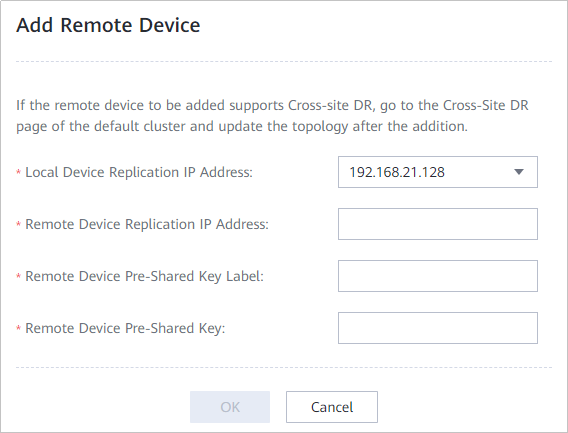 Add Remote Device
If the remote device to be added supports Cross-site DR, go to the Cross-Site DR
page of the default cluster and update the topology after the addition.
* Local Device Replication IP Address: 192.168.21.128
* Remote Device Replication IP Address:
* Remote Device Pre-Shared Key Label:
* Remote Device Pre-Shared Key:
OK Cancel